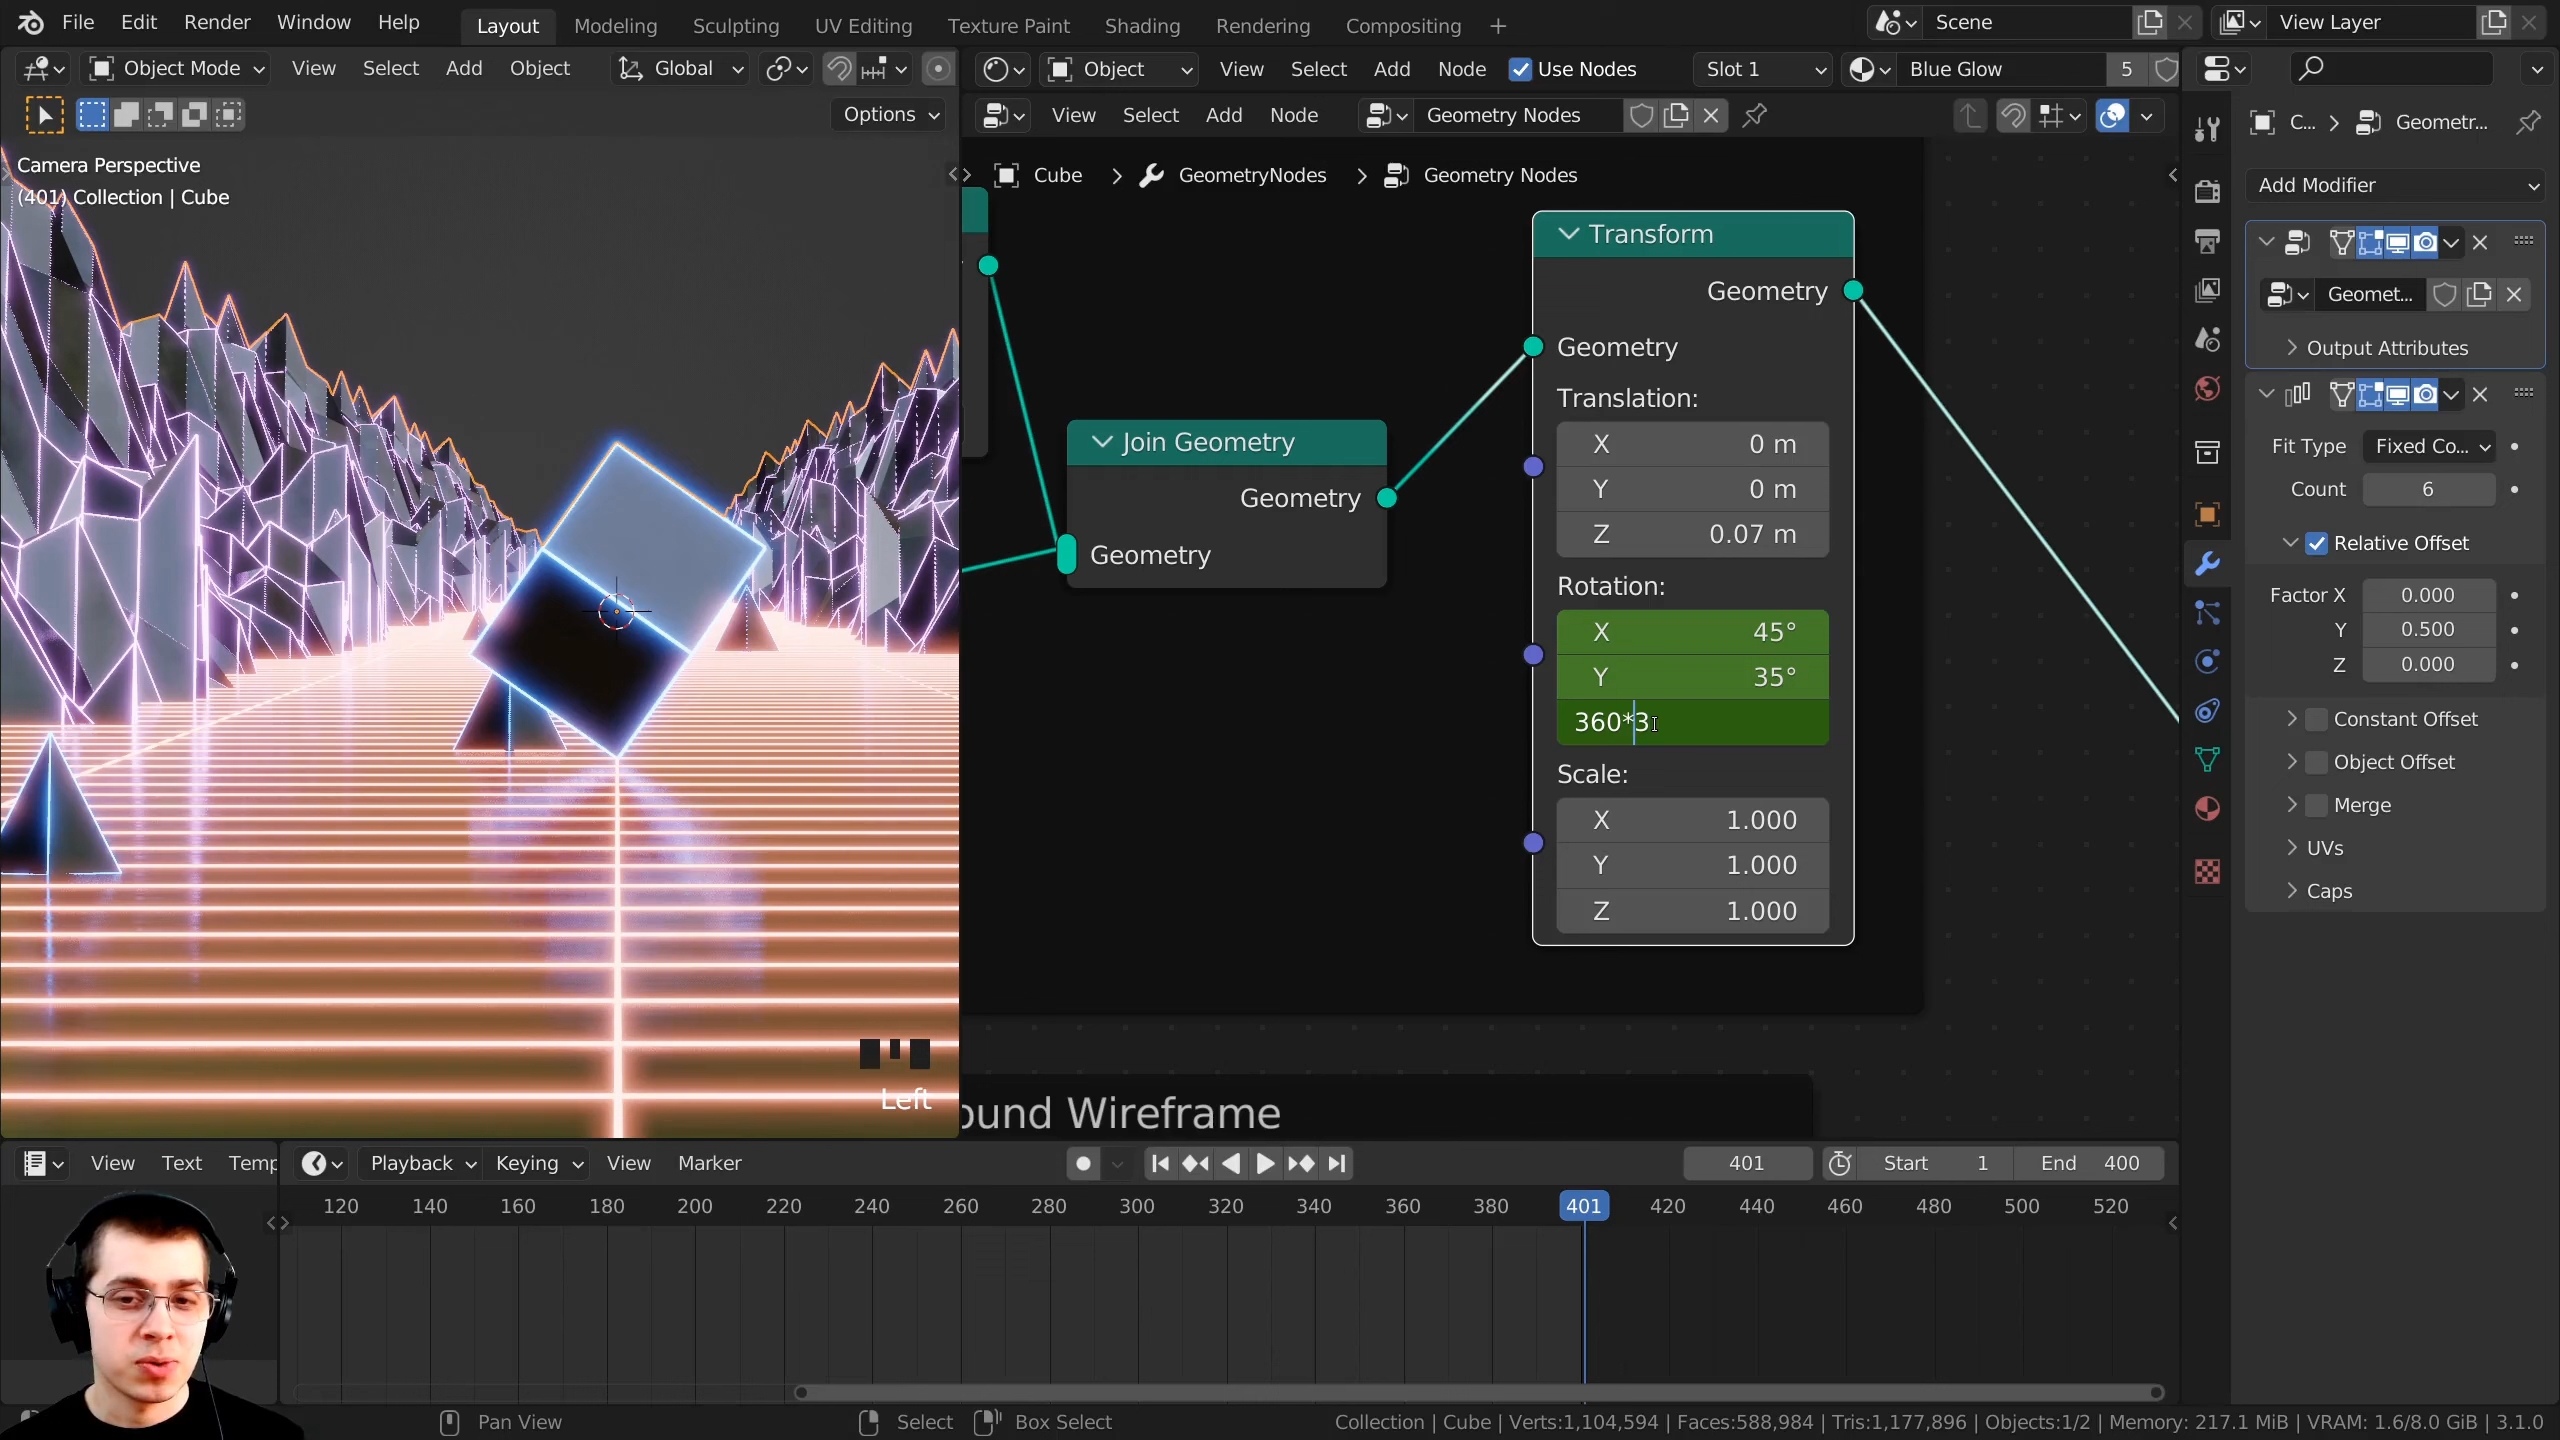 File Edit Render Window Help Layout Modeling Sculpting UV Editing Texture Paint Shading Rendering Compositing + Scene View Layer
Object Mode View Select Add Object Global
Object View Select Add Node Use Nodes Slot 1 Blue Glow 5
Options
View Select Add Node Geometry Nodes
C... Geometr...
Camera Perspective
(401) Collection | Cube
Cube GeometryNodes Geometry Nodes
Add Modifier
Geomet...
Output Attributes
Fit Type Fixed Co...
Count 6
Relative Offset
Factor X 0.000
Y 0.500
Z 0.000
Constant Offset
Object Offset
Merge
UVs
Caps
Join Geometry
Geometry
Geometry
Transform
Geometry
Geometry
Translation:
X 0 m
Y 0 m
Z 0.07 m
Rotation:
X 45°
Y 35°
360*3
Scale:
X 1.000
Y 1.000
Z 1.000
Left
ound Wireframe
View Text Temp Playback Keying View Marker 401 Start 1 End 400
120 140 160 180 200 220 240 260 280 300 320 340 360 380 401 420 440 460 480 500 520
Pan View Select Box Select Collection | Cube | Verts:1,104,594 | Faces:588,984 | Tris:1,177,896 | Objects:1/2 | Memory: 217.1 MiB | VRAM: 1.6/8.0 GiB | 3.1.0